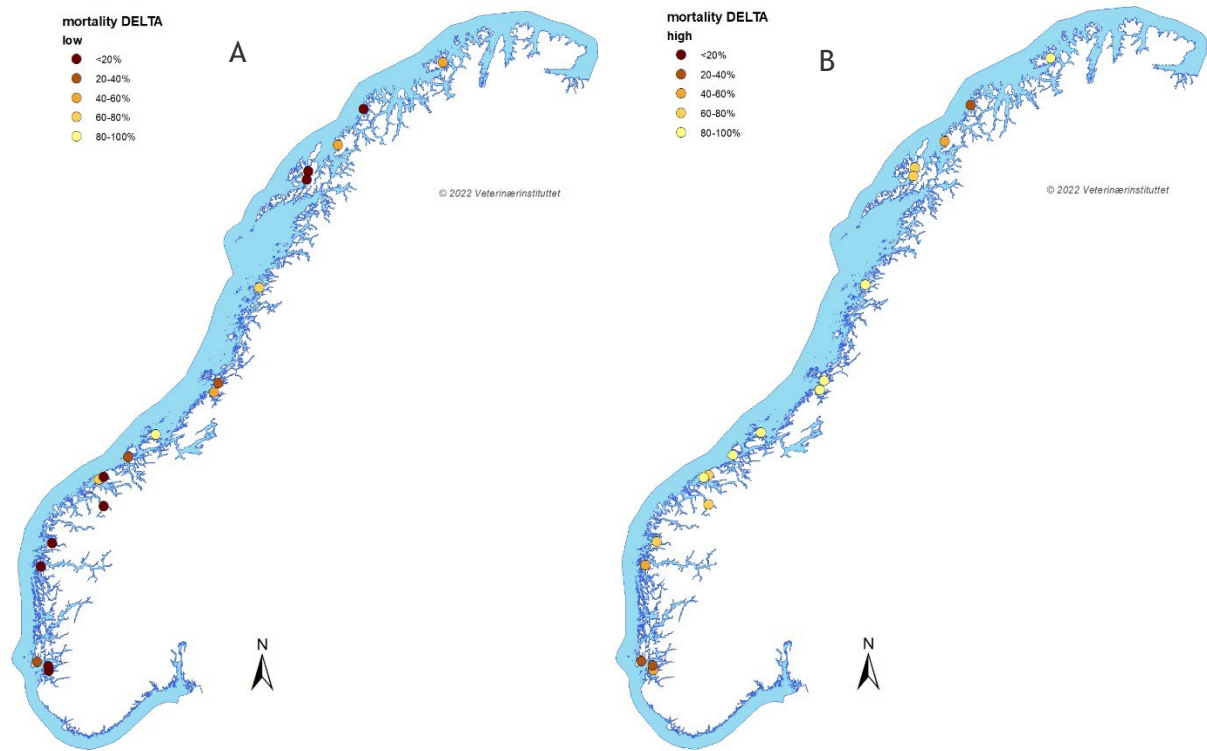 mortality DELTA
low
<20%
20-40%
40-60%
60-80%
80-100%
A
© 2022 Veterinærinstituttet
N
mortality DELTA
high
<20%
20-40%
40-60%
60-80%
80-100%
B
© 2022 Veterinærinstituttet
N